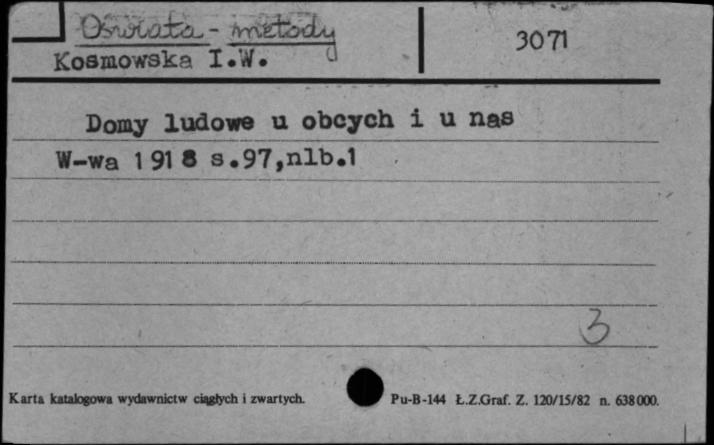 Oświata - metody
3071
Kosmowska I.W.
Domy ludowe u obcych i u nas
W-wa 1918 s.97,nlb.1
3
Karta katalogowa wydawnictw ciągłych i zwartych.
Pu-B-144 Ł.Z.Graf. Z. 120/15/82 n. 638000.